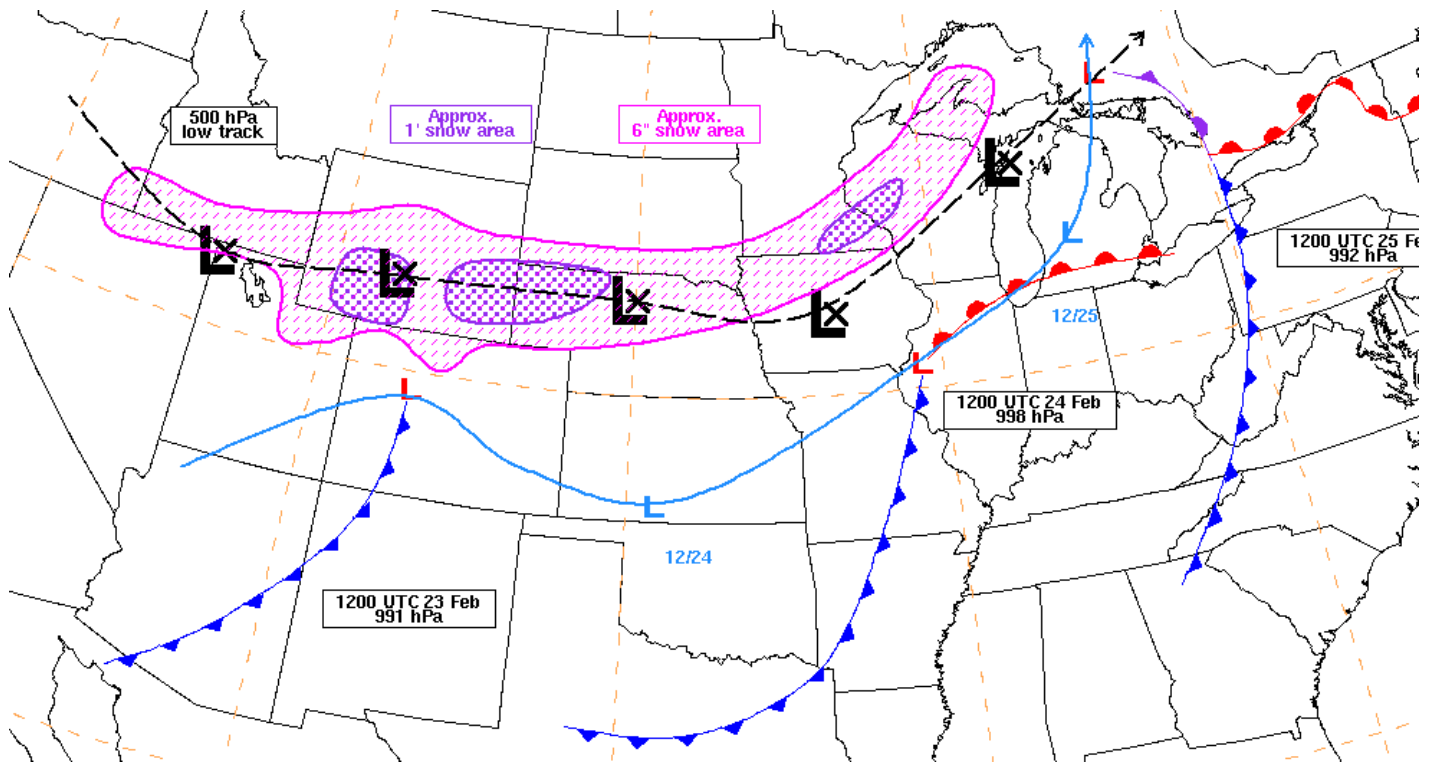 500 hPa
low track
Approx.
1' snow area
Approx.
6" snow area
L
L
L
L
L
L
L
1200 UTC 25 Fe
992 hPa
12/25
L
L
1200 UTC 24 Feb
998 hPa
L
12/24
1200 UTC 23 Feb
991 hPa